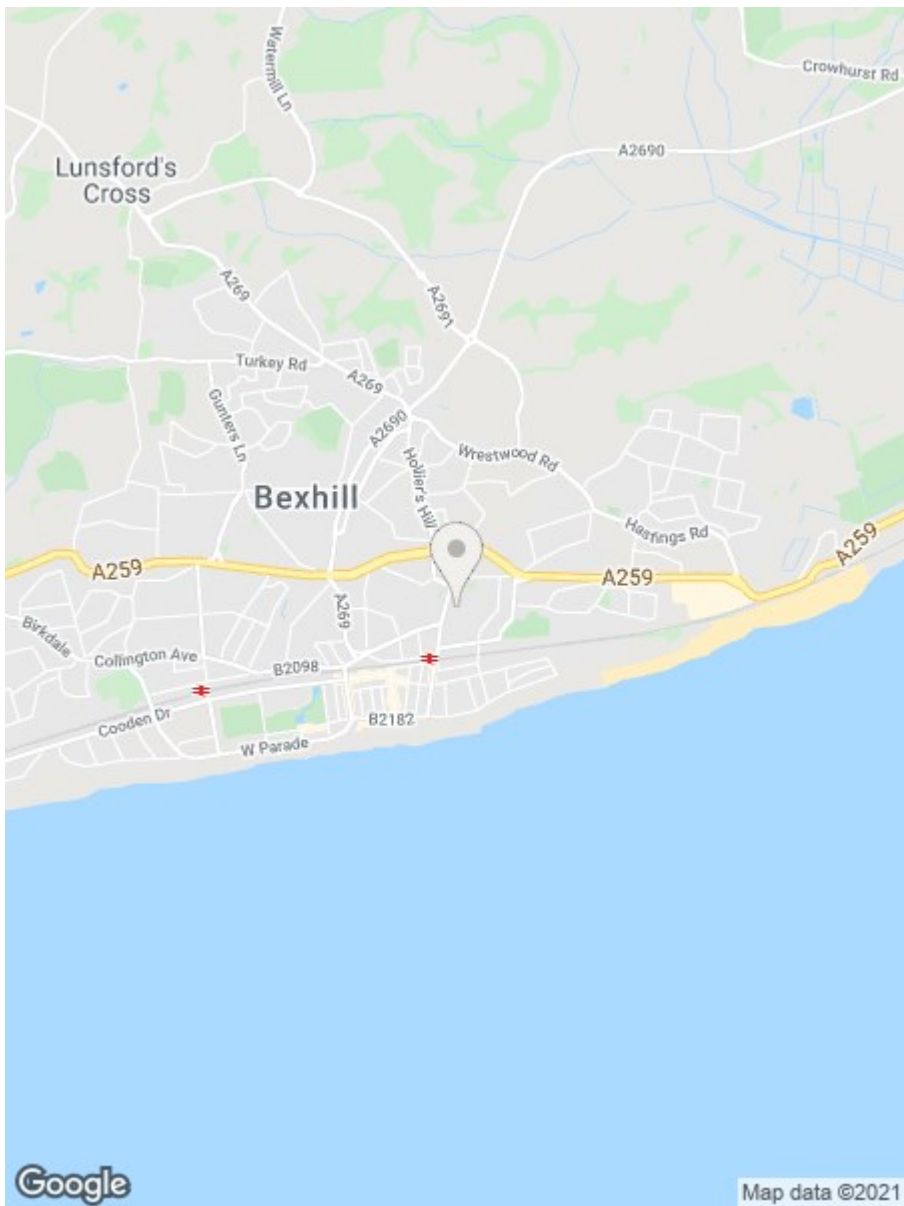 Watermill Ln
Crowhurst Rd
A2690
Lunsford's
Cross
A269
A2691
Turkey Rd
A269
Gunters Ln
A2690
Wrestwood Rd
Hollier's Hill
Bexhill
Hastings Rd
A259
A259
A259
A269
Birkdale
Collington Ave
B2098
Cooden Dr
B2182
W Parade
Google
Map data ©2021